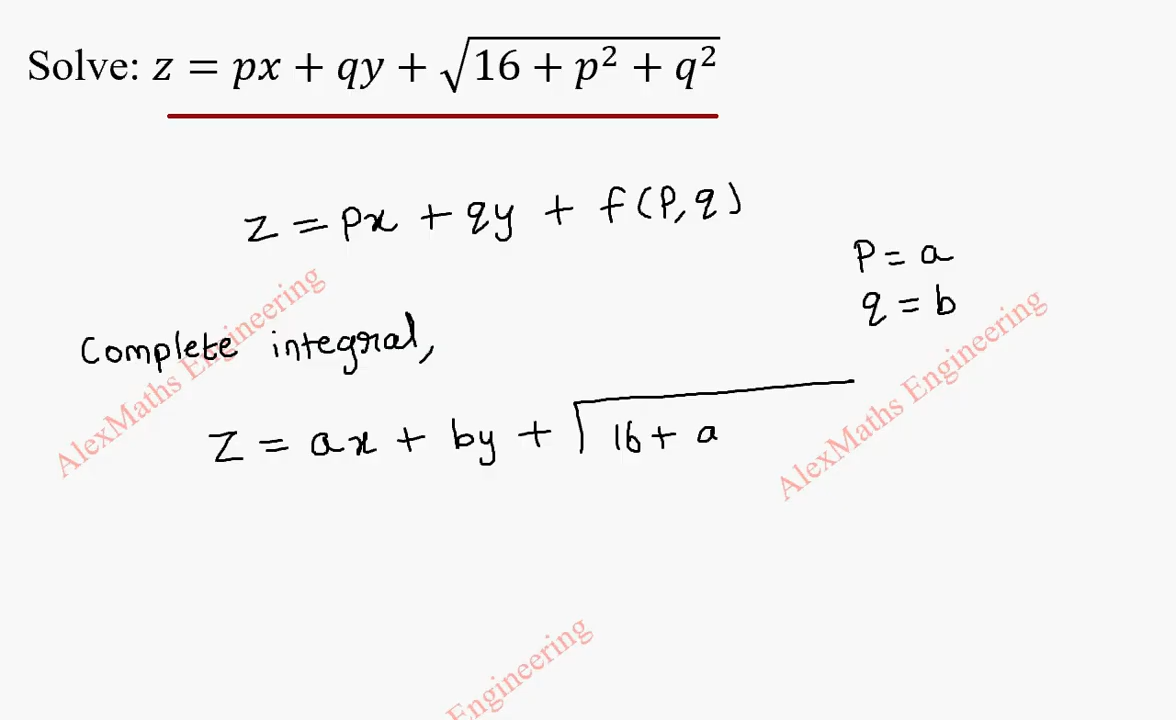 Solve: z = px + qy + √(16 + p² + q²)
z = px + qy + f(p, q)
p = a
q = b
Complete integral,
z = ax + by + √(16 + a
AlexMaths Engineering
AlexMaths Engineering
Engineering